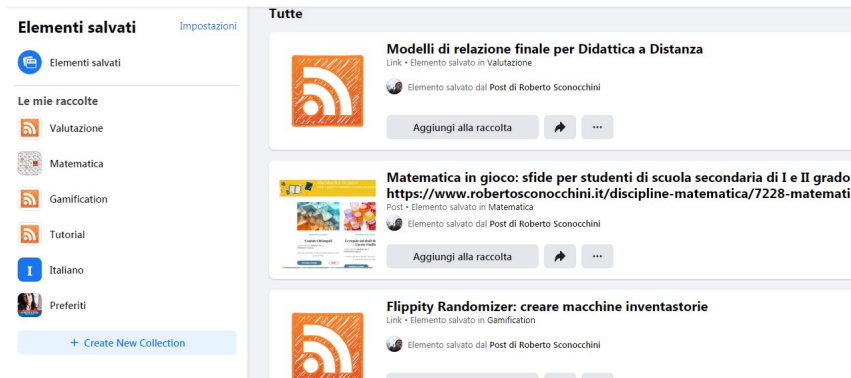 Elementi salvati
Impostazioni
Elementi salvati
Le mie raccolte
Valutazione
Matematica
Gamification
Tutorial
I Italiano
Preferiti
+ Create New Collection
Tutte
Modelli di relazione finale per Didattica a Distanza
Link • Elemento salvato in Valutazione
Elemento salvato dal Post di Roberto Sconocchini
Aggiungi alla raccolta
Matematica in gioco: sfide per studenti di scuola secondaria di I e II grado
https://www.robertosconocchini.it/discipline-matematica/7228-matemati
Post • Elemento salvato in Matematica
Elemento salvato dal Post di Roberto Sconocchini
Aggiungi alla raccolta
Flippity Randomizer: creare macchine inventastorie
Link • Elemento salvato in Gamification
Elemento salvato dal Post di Roberto Sconocchini